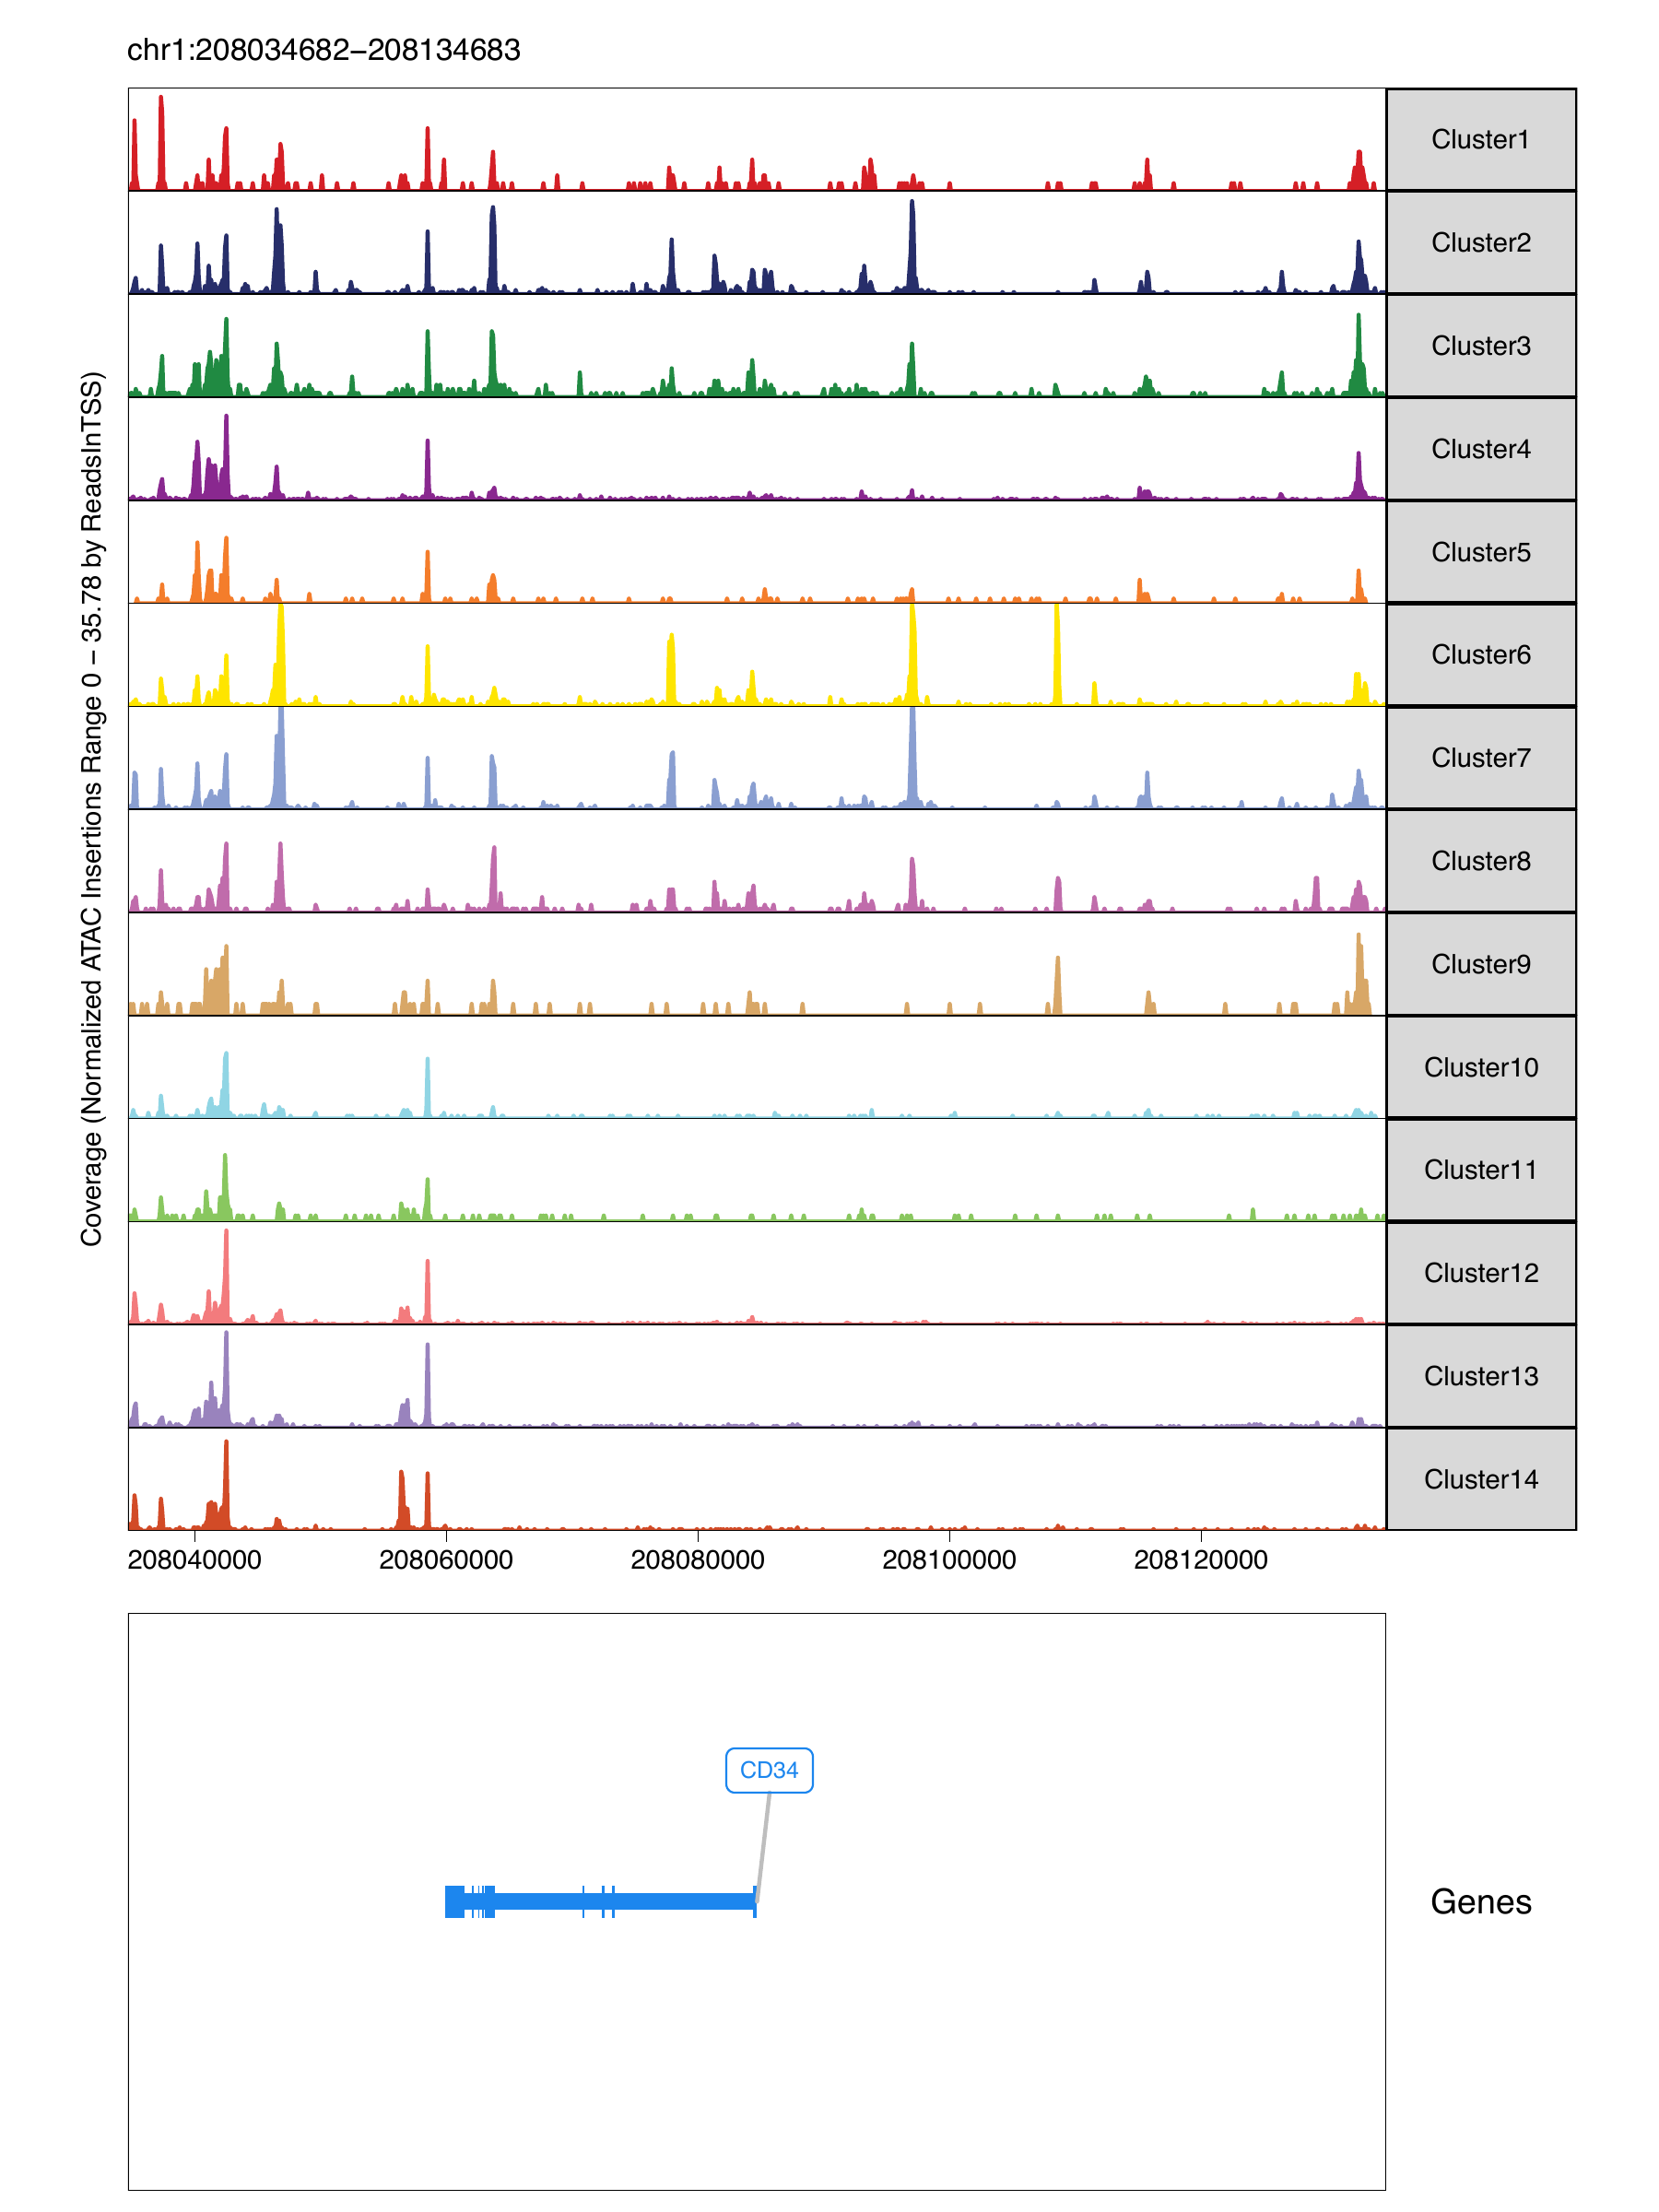 chr1:208034682−208134683
Coverage (Normalized ATAC Insertions Range 0 − 35.78 by ReadsInTSS)
Cluster1
Cluster2
Cluster3
Cluster4
Cluster5
Cluster6
Cluster7
Cluster8
Cluster9
Cluster10
Cluster11
Cluster12
Cluster13
Cluster14
208040000 208060000 208080000 208100000 208120000
CD34
Genes